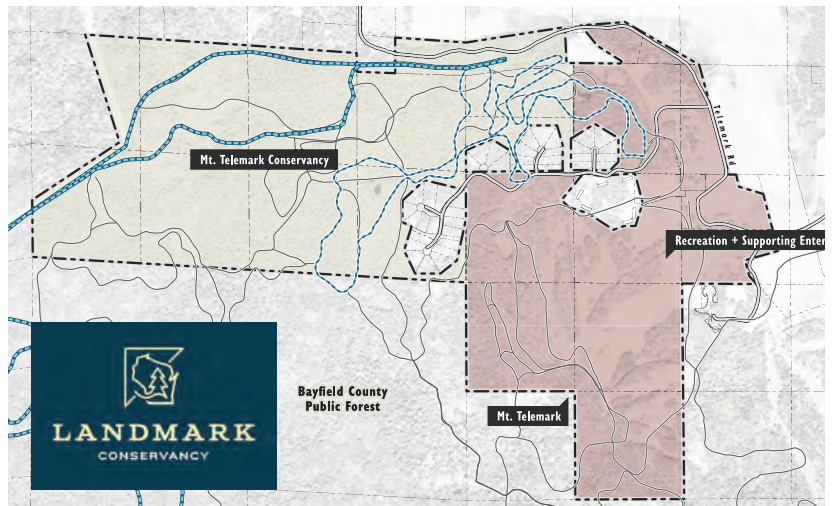 Telemark Rd
Mt. Telemark Conservancy
Recreation + Supporting Enter
Bayfield County
Public Forest
Mt. Telemark
LANDMARK
CONSERVANCY